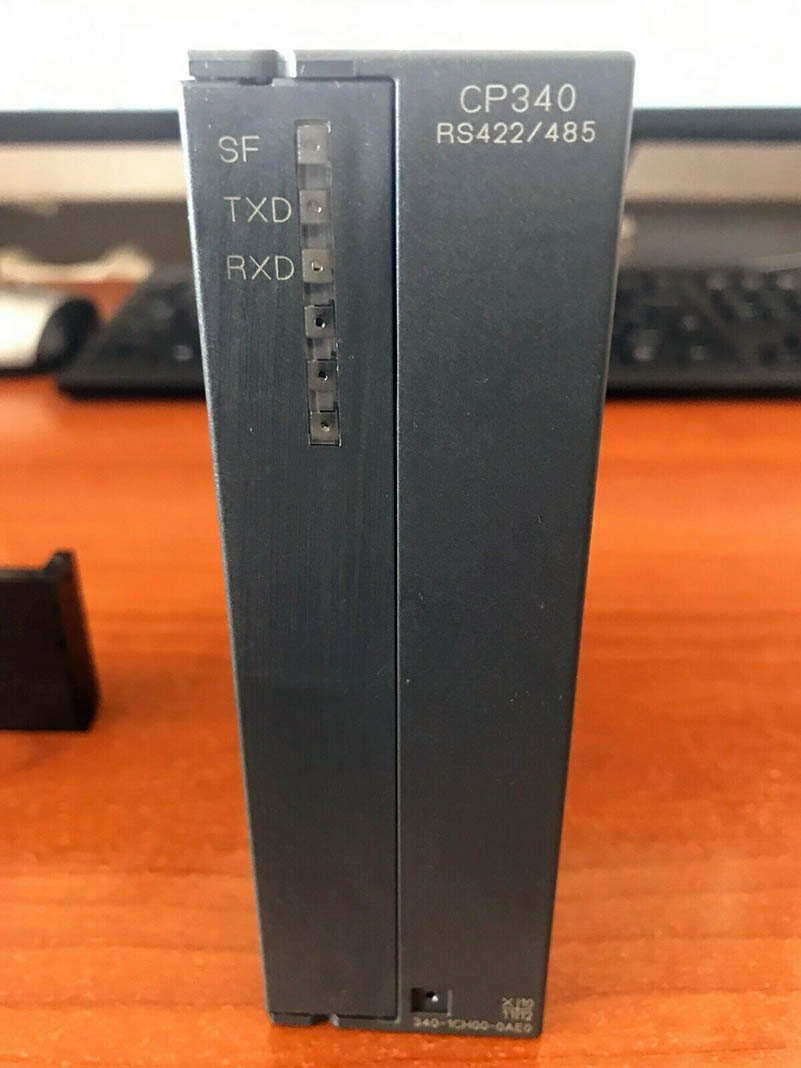 CP340
RS422/485
SF
TXD
RXD
340-1CH00-0AE0